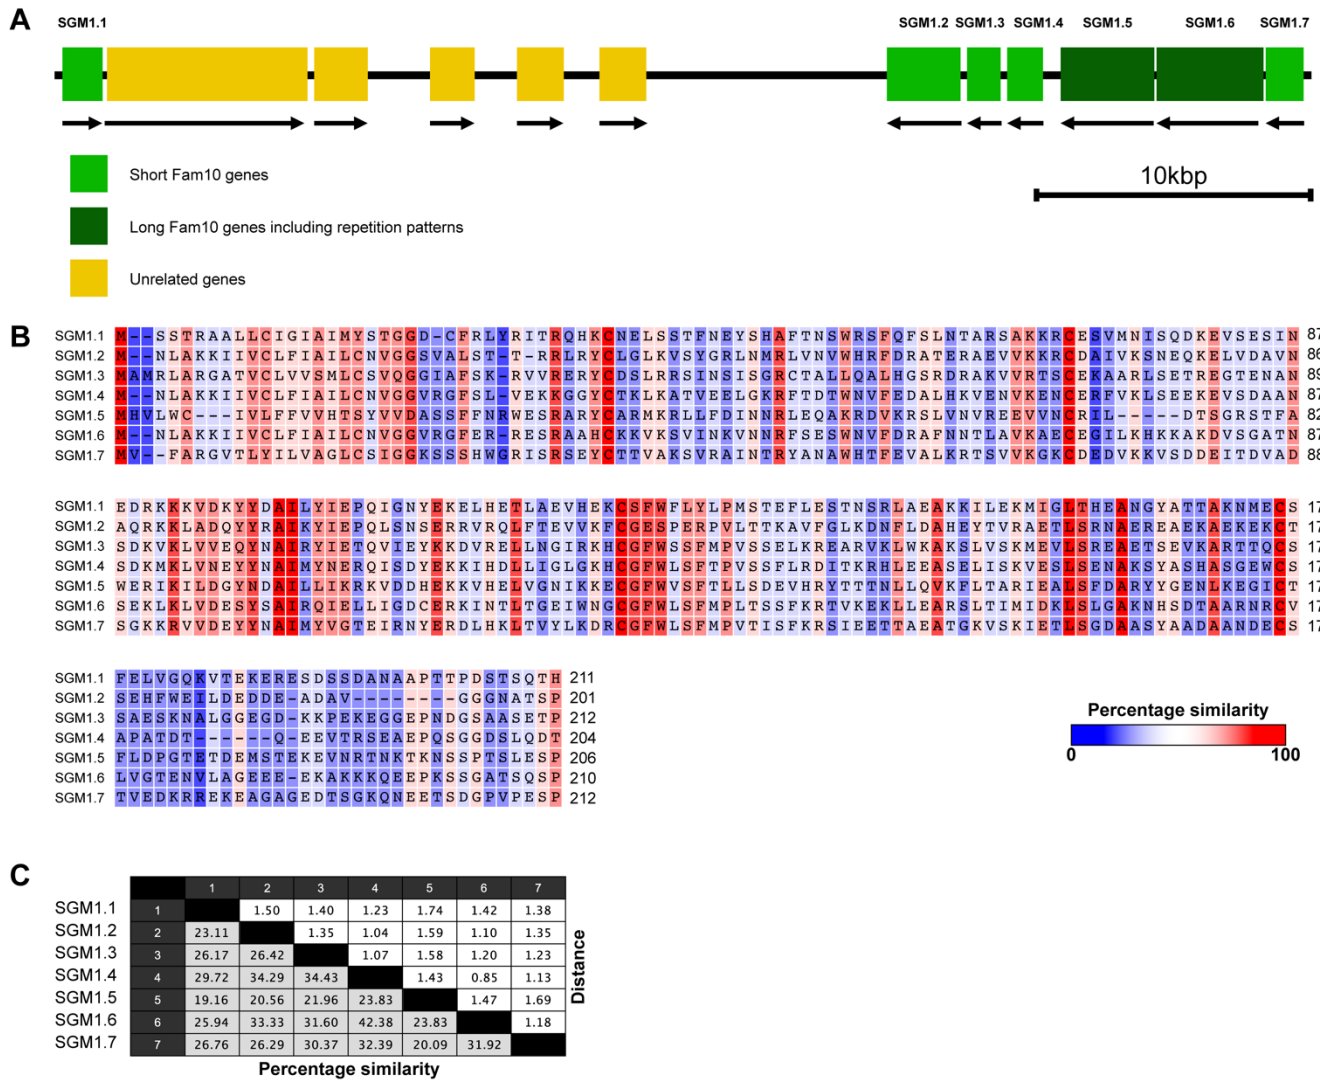 A
SGM1.1 SGM1.2 SGM1.3 SGM1.4 SGM1.5 SGM1.6 SGM1.7
10kbp
Short Fam10 genes
Long Fam10 genes including repetition patterns
Unrelated genes
B
SGM1.1 M--SSTRAALLCIGIAIMYSTGGD-CFRLYRITRQHKCNELSSTFNEYSHAFTNSWRSFQFSLNTARSAKKRCESVMNISQDKEVSESIN 87
SGM1.2 M--NLAKKIIVCLFIAILCNVGGSVALST-T-RRLRYCLGLKVSYGRLNMRLVNVWHRFDRATERAEVVKKRCDAIVKSNEQKELVDAVN 86
SGM1.3 MAMRLARGATVCLVVSMLCSVQGGIAFSK-RVVRERYCDSLRRSINSISGRCTALLQALHGSRDRAKVVRTSCEKAARLSETREGTENAN 89
SGM1.4 M--NLAKKIIVCLFIAILCNVGGVRGFSL-VEKKGGYCTKLKATVEELGKRFTDTWVNFDEALHKVENVKENCERFVKLSEEKEVSDAAN 87
SGM1.5 MHVLWC---IVLFFVVHTSYVVDASSFFNRWESRARYCARMKRLLFDINNRLEQAKRDVKRSLVNVREEVVNCRIL-----DTSGRSTFA 82
SGM1.6 M--NLAKKIIVCLFIAILCNVGGVRGFER-RESRAAHCKKVKSVINKVNNRFSESWNVFDRAFNNTLAVKAECEGILKHKKAKDVSGATN 87
SGM1.7 MV--FARGVTLYILVAGLCSIGGKSSSHWGRISRSEYCTTVAKSVRAINTRYANAWHTFEVALKRTSVVKGKCDEDVKKVSDDEITDVAD 88
SGM1.1 EDRKKKVDKYYDAILYIEPQIGNYEKELHETLAEVHEKCSFWFLYLPMSTEFLESTNSRLAEAKKILEKMIGLTHEANGYATTAKNMECS 17
SGM1.2 AQRKKLADQYYRAIKYIEPQLSNSERRVRQLFTEVVKFCGESPERPVLTTKAVFGLKDNFLDAHEYTVRAETLSRNAEREAEKAEKEKCT 17
SGM1.3 SDKVKLVVEQYNAIRYIETQVIEYKKDVRELLNGIRKHCGFWSSFMPVSSELKREARVKLWKAKSLVSKMEVLSREAETSEVKARTTQCS 17
SGM1.4 SDKMKLVNEYYNAIMYNERQISDYEKKIHDLLIGLGKHCGFWVSFTPVSSFLRDITKRHLEEASELISKVESLSENAKSYASHASGEWCS 17
SGM1.5 WERIKILDGYNDAILLIKRKVDDHEKKVHELVGNIKKECGFWVSFTLLSDEVHRYTTTNLLQVKFLTARIEALSFDARYYGENLKEGICT 17
SGM1.6 SEKLKLVDESYSAIRQIELLIGDCERKINTLTGEIWNGCGFWLSFMPLTSSFKRTVKEKLLEARSLTIMIDKLSLGAKNHSDTAARNRCV 17
SGM1.7 SGKKRVVDEYYNAIMYVGTEIRNYERDLHKLTVYLKDRCGFWLSFMPVTISFKRSIEETTAEATGKVSKIETLSGDAASYAADAANDECS 17
SGM1.1 FELVGQKVTEKERESDSSDANAAPTTPDSTSQTH 211
SGM1.2 SEHFWEILDEDDE-ADAV--------GGGNATSP 201
SGM1.3 SAESKNALGGEGD-KKPEKEGGEPNDGSAASETP 212
SGM1.4 APATDT-----Q-EEVTRSEAEPQSGGDSLQDT 204
SGM1.5 FLDPGTETDEMSTEKEVNRTNKTKNSSPTSLESP 206
SGM1.6 LVGTENVLAGEEE-EKAKKKQEEPKSSGATSQSP 210
SGM1.7 TVEDKRREKEAGAGEDTSGKQNEETSDGPVPESP 212
Percentage similarity
0 100
C
1 2 3 4 5 6 7
SGM1.1 1 1.50 1.40 1.23 1.74 1.42 1.38
SGM1.2 2 23.11 1.35 1.04 1.59 1.10 1.35
SGM1.3 3 26.17 26.42 1.07 1.58 1.20 1.23
SGM1.4 4 29.72 34.29 34.43 1.43 0.85 1.13
SGM1.5 5 19.16 20.56 21.96 23.83 1.47 1.69
SGM1.6 6 25.94 33.33 31.60 42.38 23.83 1.18
SGM1.7 7 26.76 26.29 30.37 32.39 20.09 31.92
Distance
Percentage similarity